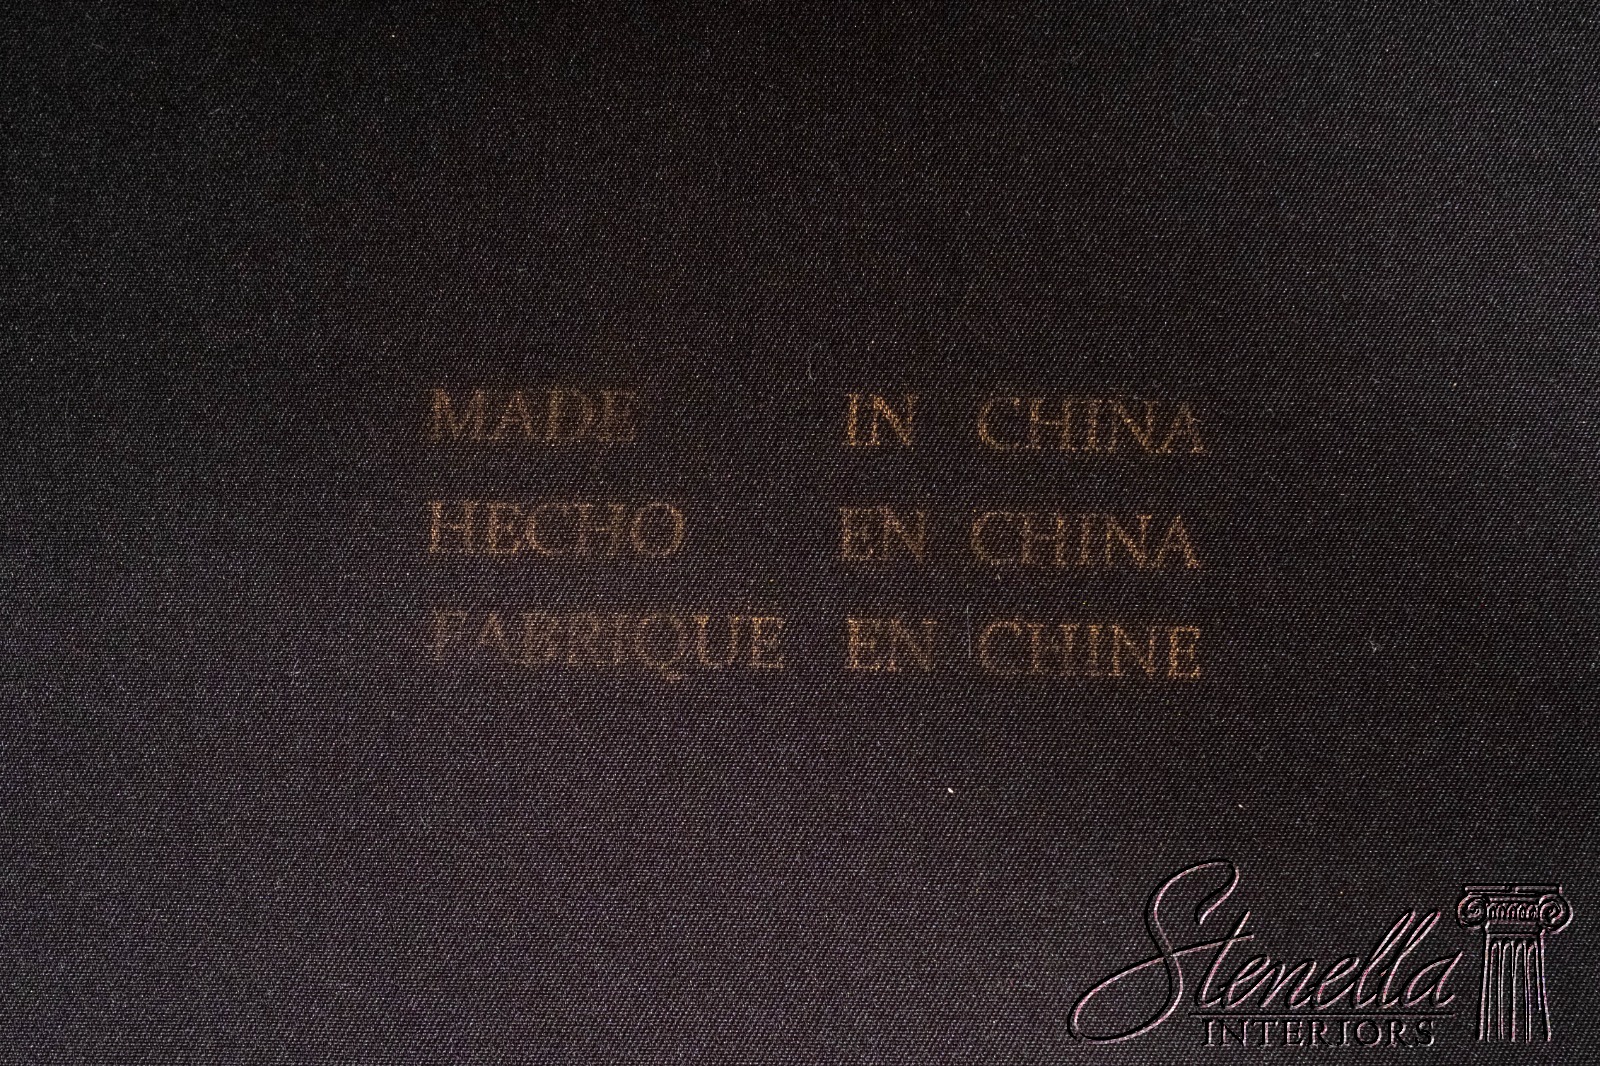 MADE IN CHINA
HECHO EN CHINA
FABRIQUE EN CHINE
Stenella
INTERIORS